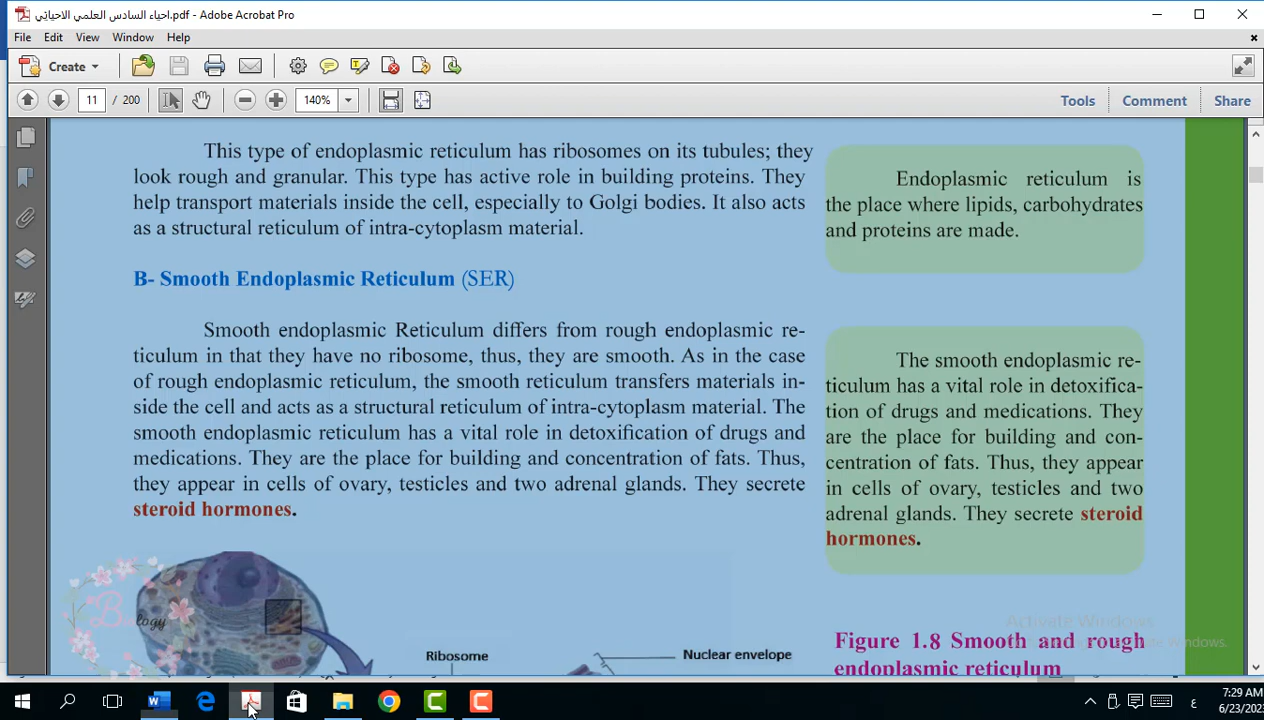 احياء السادس العلمي الاحيائي.pdf - Adobe Acrobat Pro
File Edit View Window Help
Create
11 / 200 140% Tools Comment Share
This type of endoplasmic reticulum has ribosomes on its tubules; they
look rough and granular. This type has active role in building proteins. They
help transport materials inside the cell, especially to Golgi bodies. It also acts
as a structural reticulum of intra-cytoplasm material.
B- Smooth Endoplasmic Reticulum (SER)
Smooth endoplasmic Reticulum differs from rough endoplasmic re-
ticulum in that they have no ribosome, thus, they are smooth. As in the case
of rough endoplasmic reticulum, the smooth reticulum transfers materials in-
side the cell and acts as a structural reticulum of intra-cytoplasm material. The
smooth endoplasmic reticulum has a vital role in detoxification of drugs and
medications. They are the place for building and concentration of fats. Thus,
they appear in cells of ovary, testicles and two adrenal glands. They secrete
steroid hormones.
Endoplasmic reticulum is
the place where lipids, carbohydrates
and proteins are made.
The smooth endoplasmic re-
ticulum has a vital role in detoxifica-
tion of drugs and medications. They
are the place for building and con-
centration of fats. Thus, they appear
in cells of ovary, testicles and two
adrenal glands. They secrete steroid
hormones.
Biology
Ribosome
Nuclear envelope
Activate Windows
Figure 1.8 Smooth and rough
endoplasmic reticulum
7:29 AM
ع